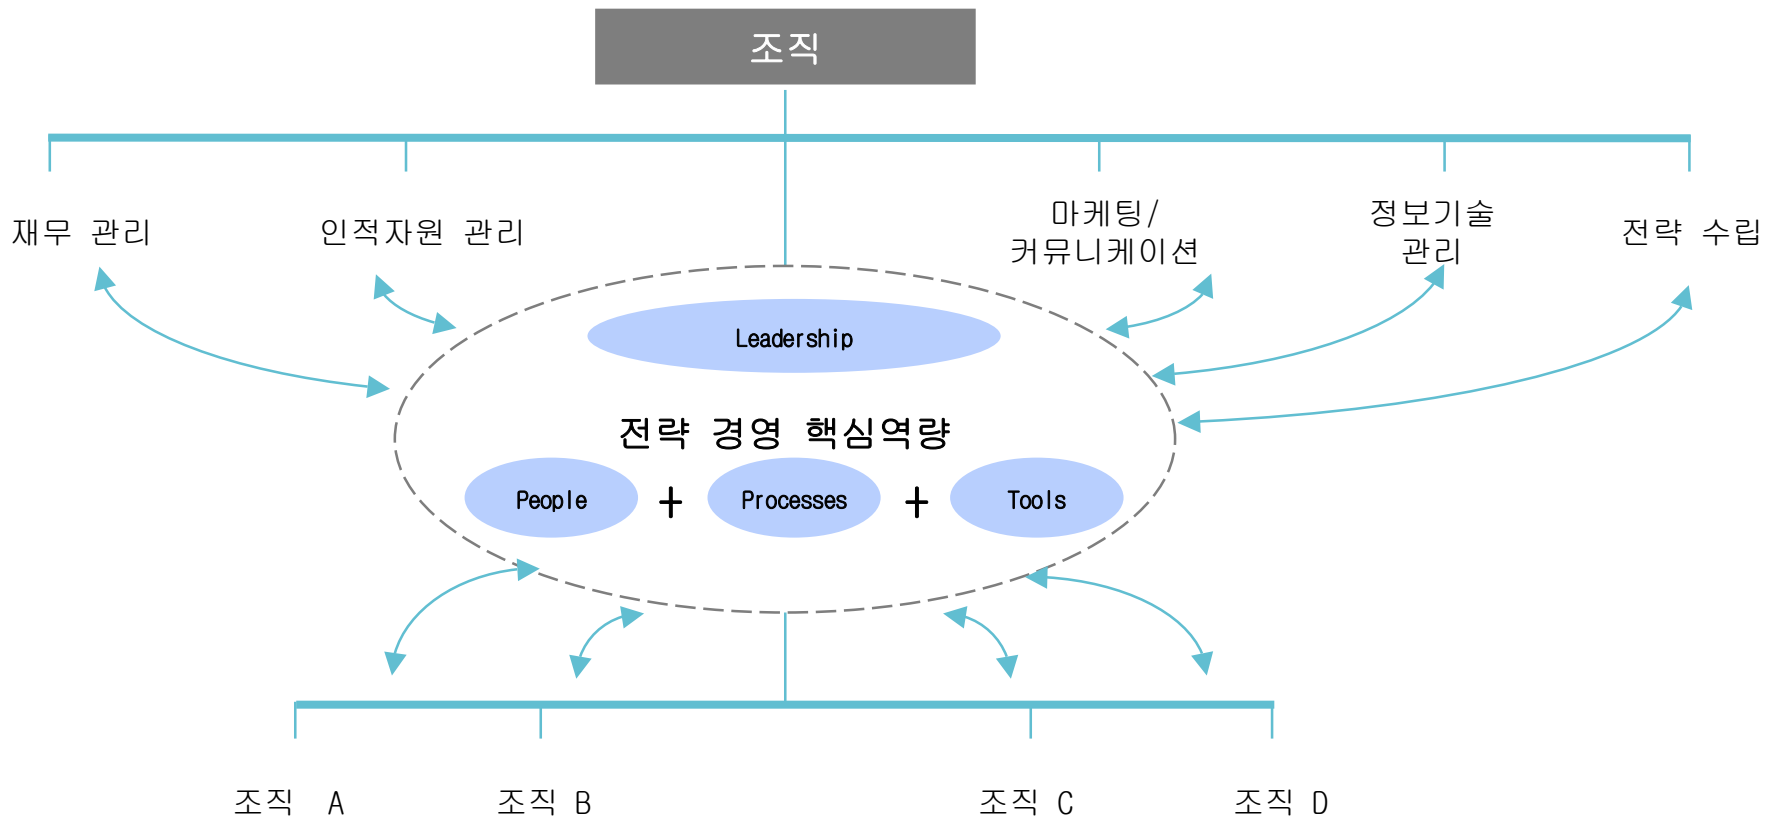 조직
재무 관리
인적자원 관리
마케팅/
커뮤니케이션
정보기술
관리
전략 수립
Leadership
전략 경영 핵심역량
People + Processes + Tools
조직 A
조직 B
조직 C
조직 D